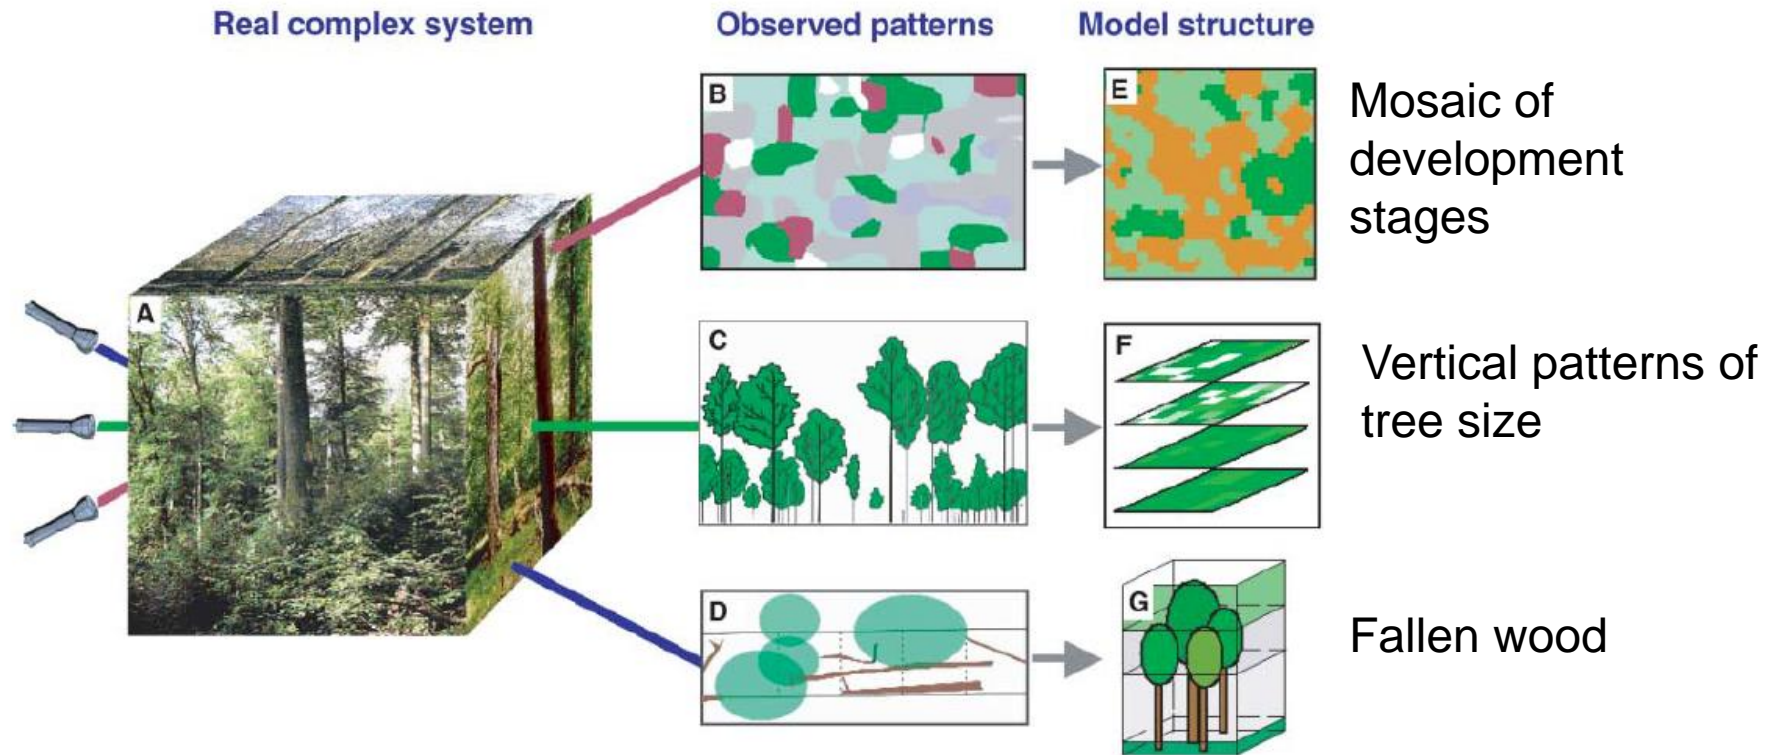 Real complex system
Observed patterns
Model structure
B
E
Mosaic of
development
stages
A
C
F
Vertical patterns of
tree size
D
G
Fallen wood